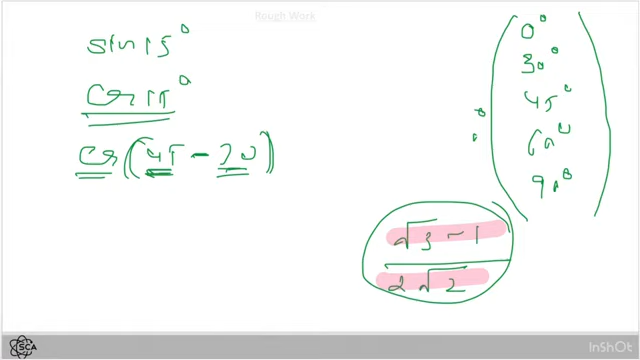 Rough Work
sin 15°
cos 15°
cos (45 - 30)
0°
30°
45°
60°
90°
√3 - 1
2 √2
SCA
InShOt